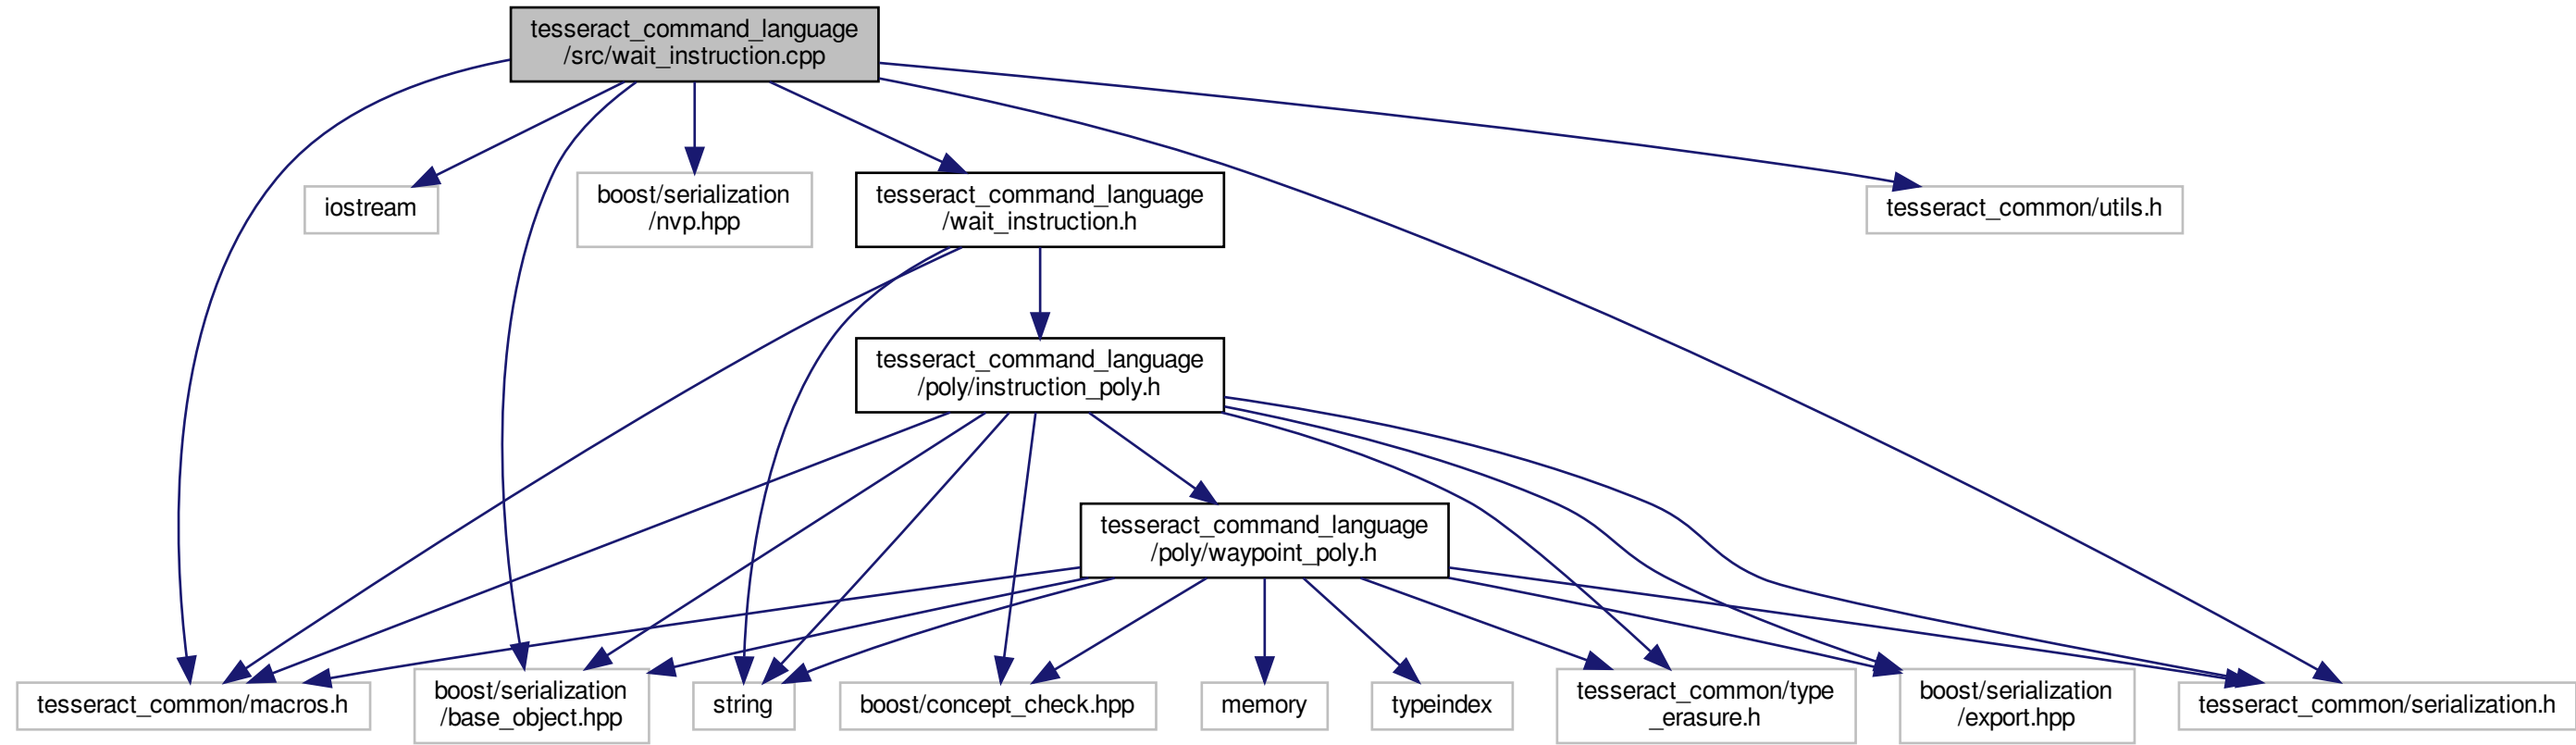 tesseract_command_language
/src/wait_instruction.cpp
iostream
boost/serialization
/nvp.hpp
tesseract_command_language
/wait_instruction.h
tesseract_common/utils.h
tesseract_command_language
/poly/instruction_poly.h
tesseract_command_language
/poly/waypoint_poly.h
tesseract_common/macros.h
boost/serialization
/base_object.hpp
string
boost/concept_check.hpp
memory
typeindex
tesseract_common/type
_erasure.h
boost/serialization
/export.hpp
tesseract_common/serialization.h